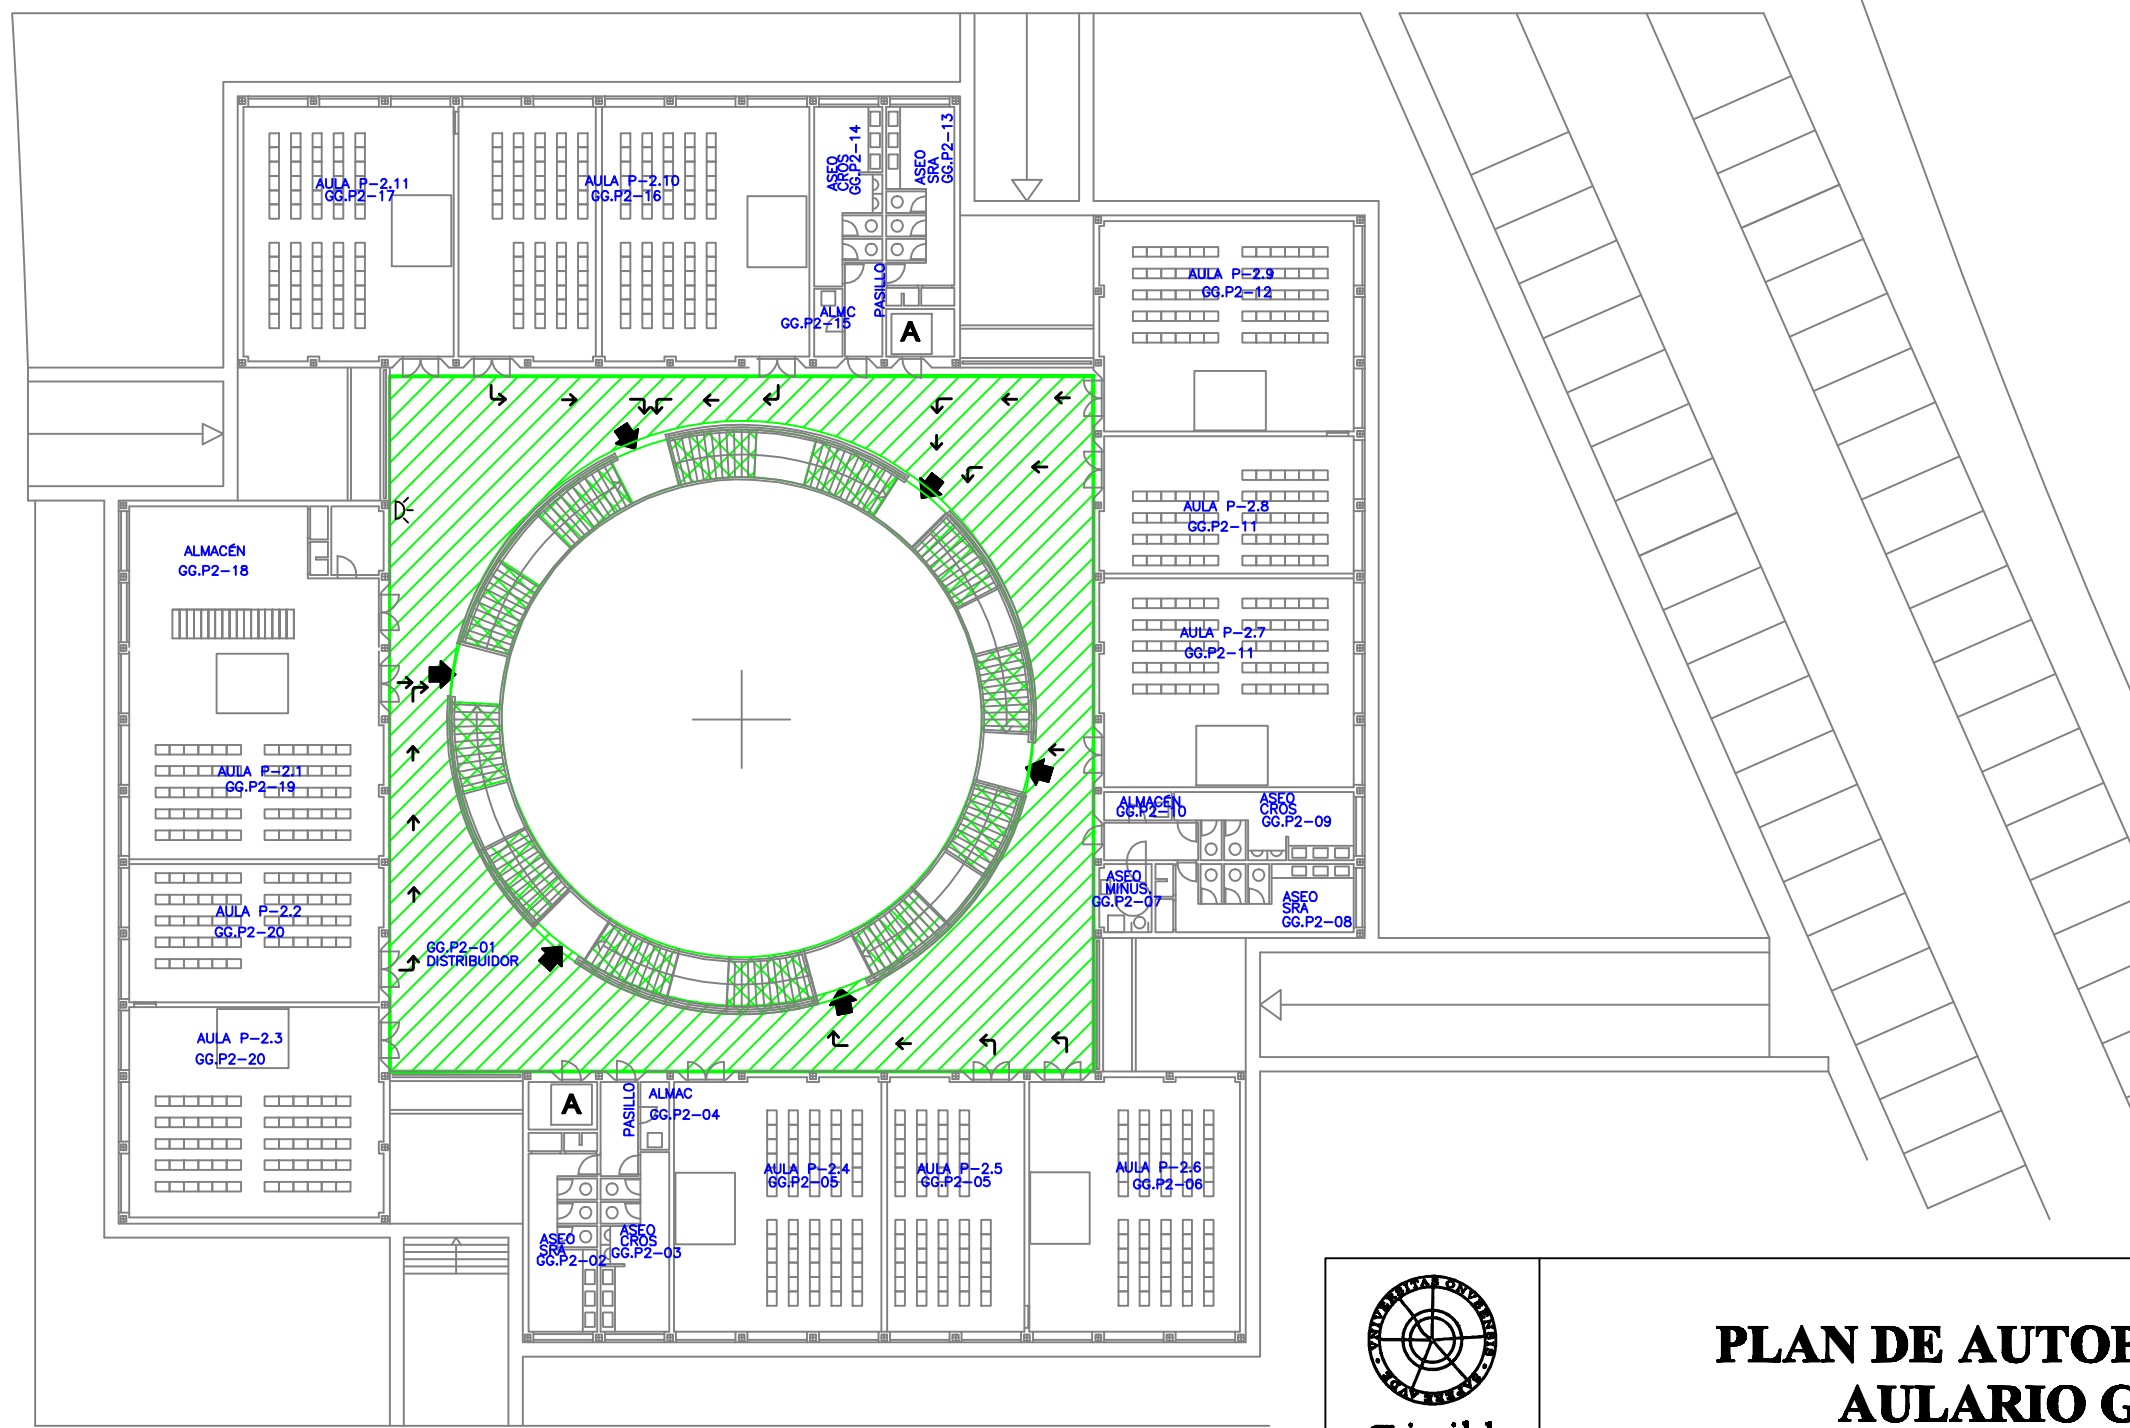 AULA P-2.11
GG.P2-17
AULA P-2.10
GG.P2-16
ASEO
CROS
GG.P2-14
ASEO
SRA
GG.P2-13
PASILLO
ALMC
GG.P2-15
A
AULA P-2.9
GG.P2-12
AULA P-2.8
GG.P2-11
AULA P-2.7
GG.P2-11
ALMACÉN
GG.P2-18
AULA P-2.1
GG.P2-19
AULA P-2.2
GG.P2-20
AULA P-2.3
GG.P2-20
GG.P2-01
DISTRIBUIDOR
ALMACÉN
GG.P2-10
ASEO
CROS
GG.P2-09
ASEO
MINUS.
GG.P2-07
ASEO
SRA
GG.P2-08
A
PASILLO
ALMAC
GG.P2-04
ASEO
SRA
GG.P2-02
ASEO
CROS
GG.P2-03
AULA P-2.4
GG.P2-05
AULA P-2.5
GG.P2-05
AULA P-2.6
GG.P2-06
VNIVERSITAS ONVBENSIS
SAPERE AVDE
PLAN DE AUTOP
AULARIO G